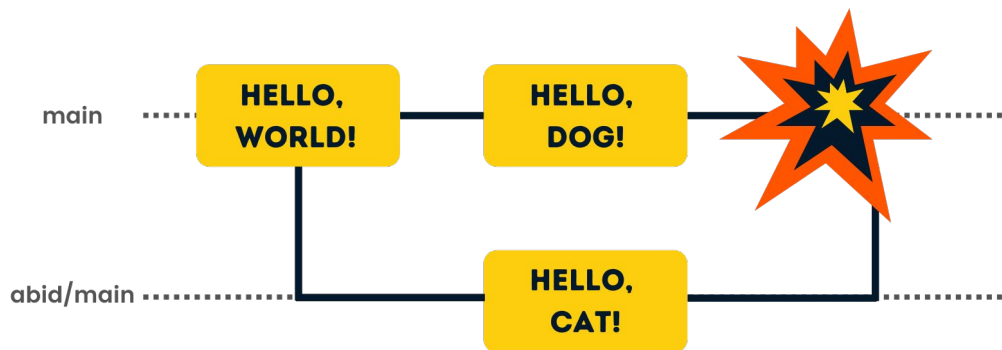 main
HELLO,
WORLD!
HELLO,
DOG!
abid/main
HELLO,
CAT!